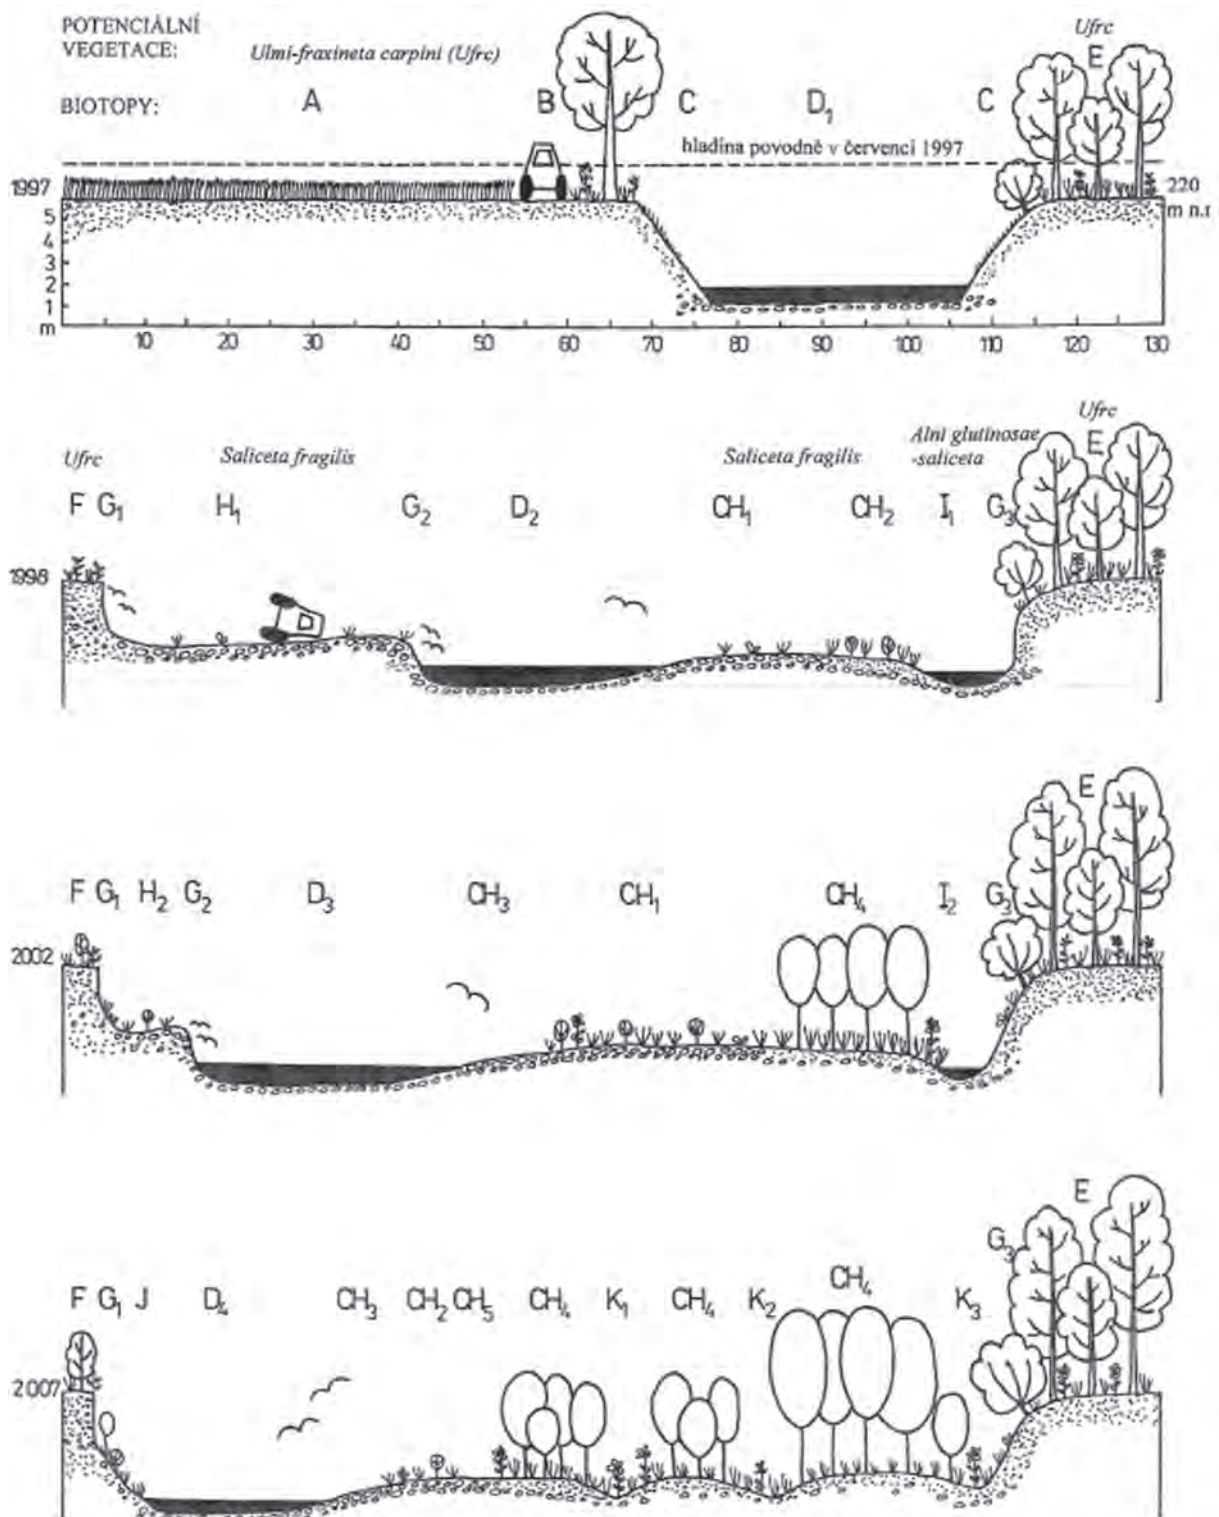 POTENCIÁLNÍ
VEGETACE:
Ulmi-fraxineta carpini (Ufrc)
Ufrc
BIOTOPY: A B C D1 C E
hladina povodně v červenci 1997
1997
220
m n.r
5
4
3
2
1
m
10 20 30 40 50 60 70 80 90 100 110 120 130
Ufrc Saliceta fragilis Saliceta fragilis Alni glutinosae
-saliceta
Ufrc
F G1 H1 G2 D2 CH1 CH2 I1 G3 E
1998
F G1 H2 G2 D3 CH3 CH1 CH4 I2 G3 E
2002
F G1 J D4 CH3 CH2 CH5 CH4 K1 CH4 K2 CH4 K3 G3 E
2007